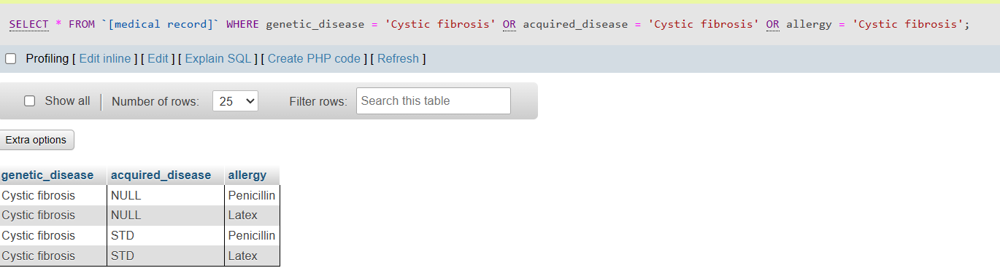 SELECT * FROM `[medical record]` WHERE genetic_disease = 'Cystic fibrosis' OR acquired_disease = 'Cystic fibrosis' OR allergy = 'Cystic fibrosis';
Profiling [ Edit inline ] [ Edit ] [ Explain SQL ] [ Create PHP code ] [ Refresh ]
Show all Number of rows: 25 Filter rows: Search this table
Extra options
genetic_disease acquired_disease allergy
Cystic fibrosis NULL Penicillin
Cystic fibrosis NULL Latex
Cystic fibrosis STD Penicillin
Cystic fibrosis STD Latex